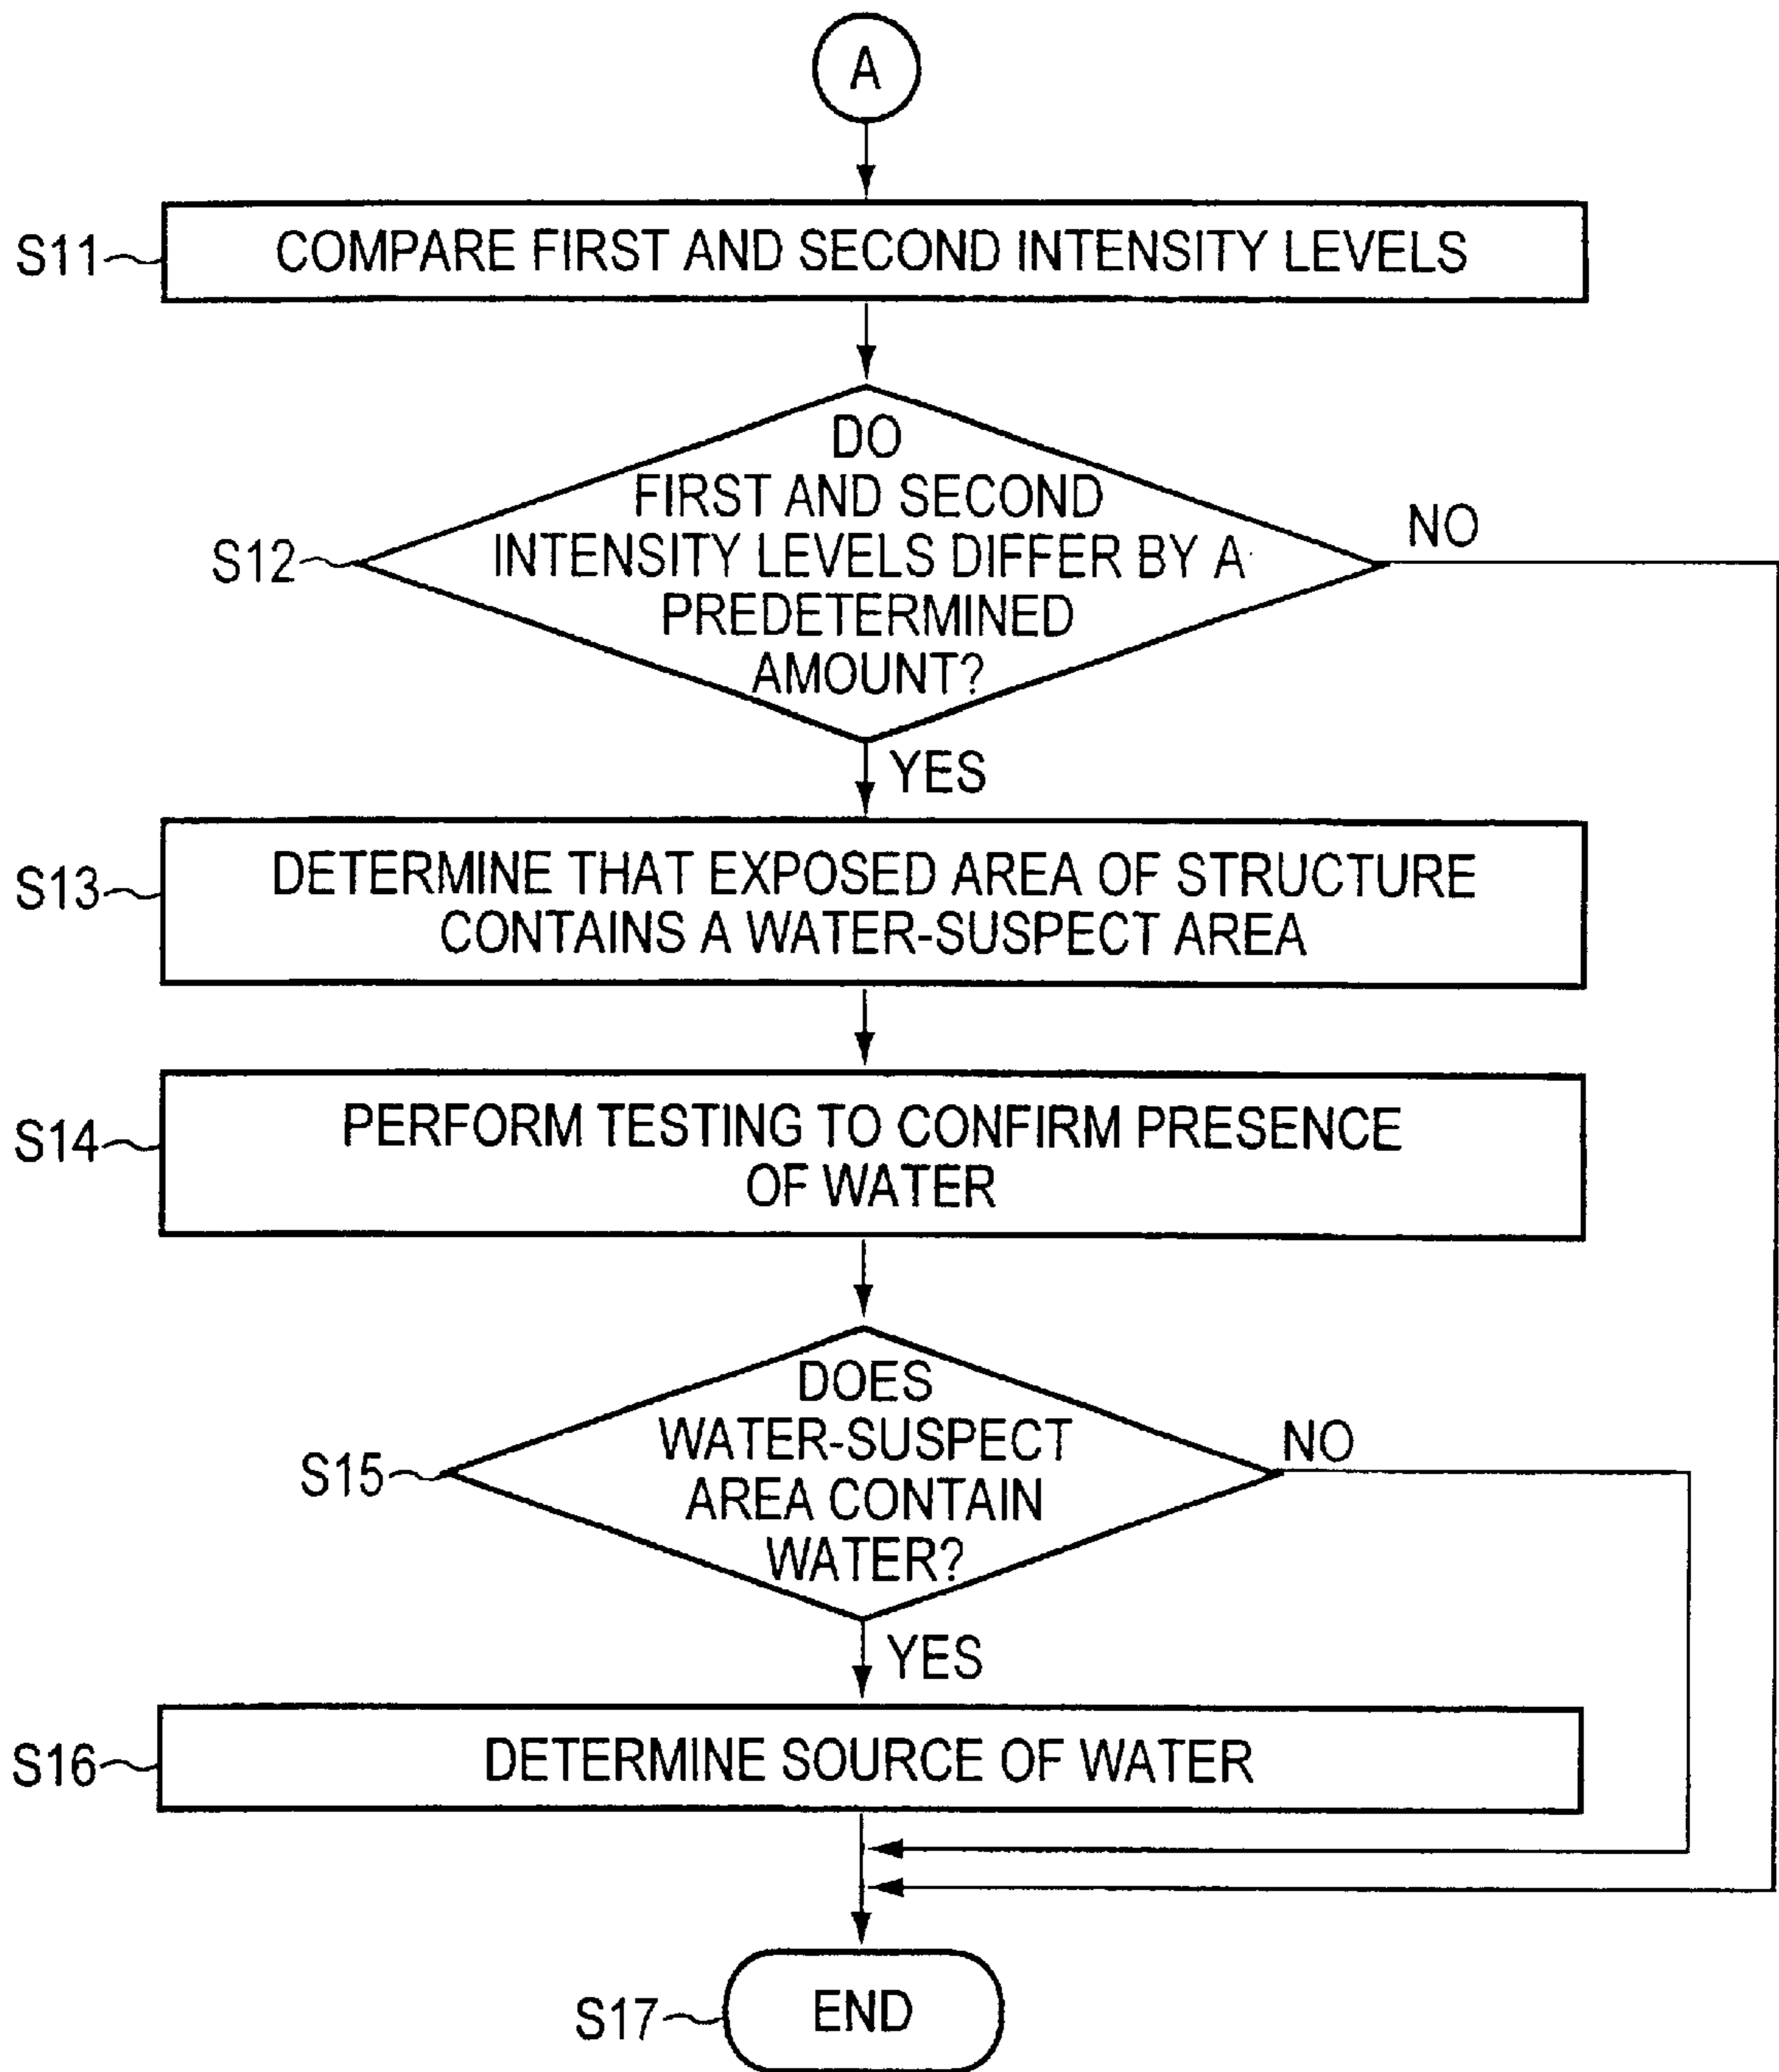 A
S11
COMPARE FIRST AND SECOND INTENSITY LEVELS
DO
FIRST AND SECOND
INTENSITY LEVELS DIFFER BY A
PREDETERMINED
AMOUNT?
S12
NO
YES
S13
DETERMINE THAT EXPOSED AREA OF STRUCTURE
CONTAINS A WATER-SUSPECT AREA
S14
PERFORM TESTING TO CONFIRM PRESENCE
OF WATER
DOES
WATER-SUSPECT
AREA CONTAIN
WATER?
S15
NO
YES
S16
DETERMINE SOURCE OF WATER
S17
END